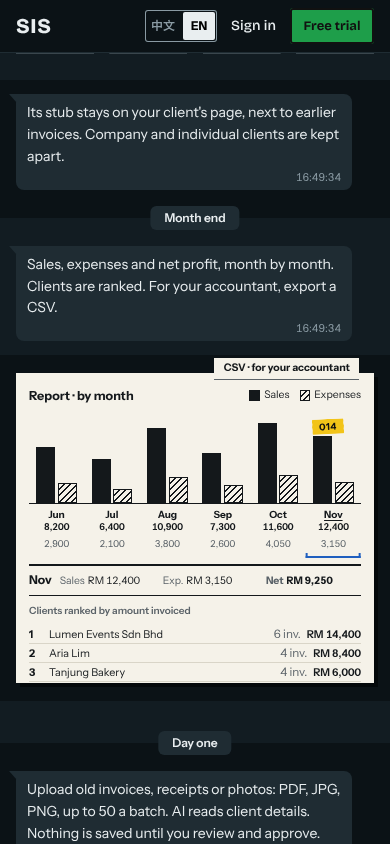 SIS
中文 EN Sign in Free trial
Its stub stays on your client's page, next to earlier
invoices. Company and individual clients are kept
apart.
16:49:34
Month end
Sales, expenses and net profit, month by month.
Clients are ranked. For your accountant, export a
CSV.
16:49:34
CSV · for your accountant
Report · by month
Sales Expenses
014
Jun Jul Aug Sep Oct Nov
8,200 6,400 10,900 7,300 11,600 12,400
2,900 2,100 3,800 2,600 4,050 3,150
Nov Sales RM 12,400 Exp. RM 3,150 Net RM 9,250
Clients ranked by amount invoiced
1 Lumen Events Sdn Bhd 6 inv. RM 14,400
2 Aria Lim 4 inv. RM 8,400
3 Tanjung Bakery 4 inv. RM 6,000
Day one
Upload old invoices, receipts or photos: PDF, JPG,
PNG, up to 50 a batch. AI reads client details.
Nothing is saved until you review and approve.